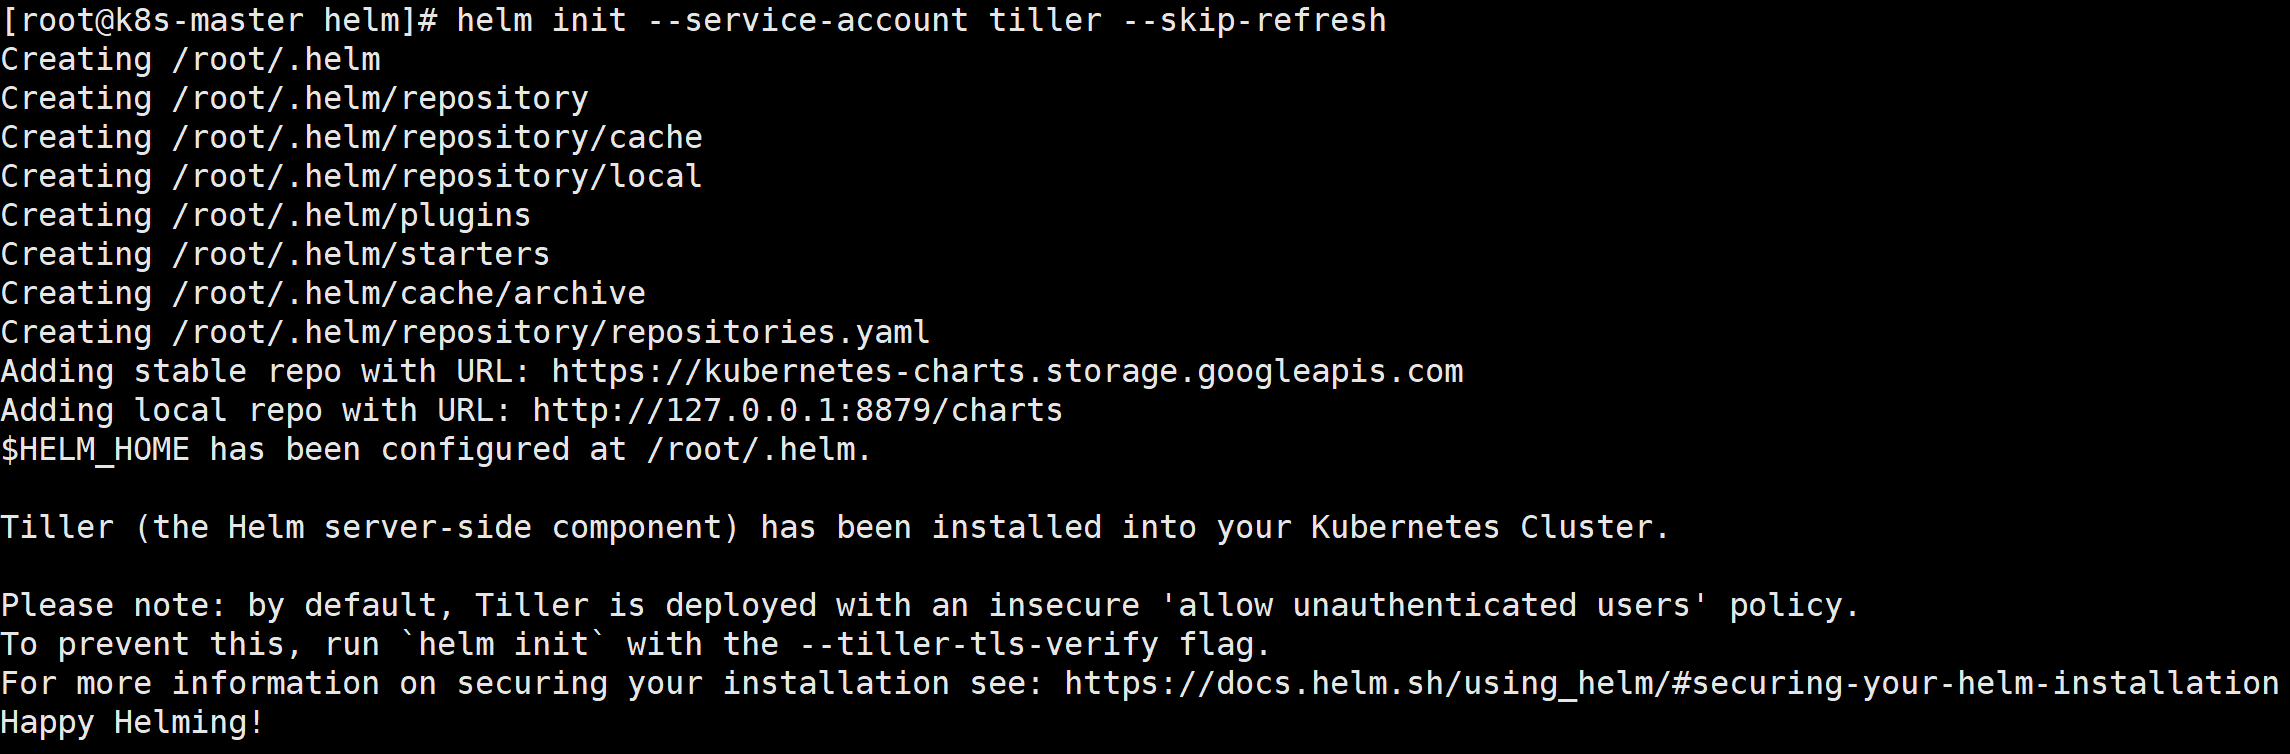 [root@k8s-master helm]# helm init --service-account tiller --skip-refresh
Creating /root/.helm
Creating /root/.helm/repository
Creating /root/.helm/repository/cache
Creating /root/.helm/repository/local
Creating /root/.helm/plugins
Creating /root/.helm/starters
Creating /root/.helm/cache/archive
Creating /root/.helm/repository/repositories.yaml
Adding stable repo with URL: https://kubernetes-charts.storage.googleapis.com
Adding local repo with URL: http://127.0.0.1:8879/charts
$HELM_HOME has been configured at /root/.helm.
Tiller (the Helm server-side component) has been installed into your Kubernetes Cluster.
Please note: by default, Tiller is deployed with an insecure 'allow unauthenticated users' policy.
To prevent this, run `helm init` with the --tiller-tls-verify flag.
For more information on securing your installation see: https://docs.helm.sh/using_helm/#securing-your-helm-installation
Happy Helming!